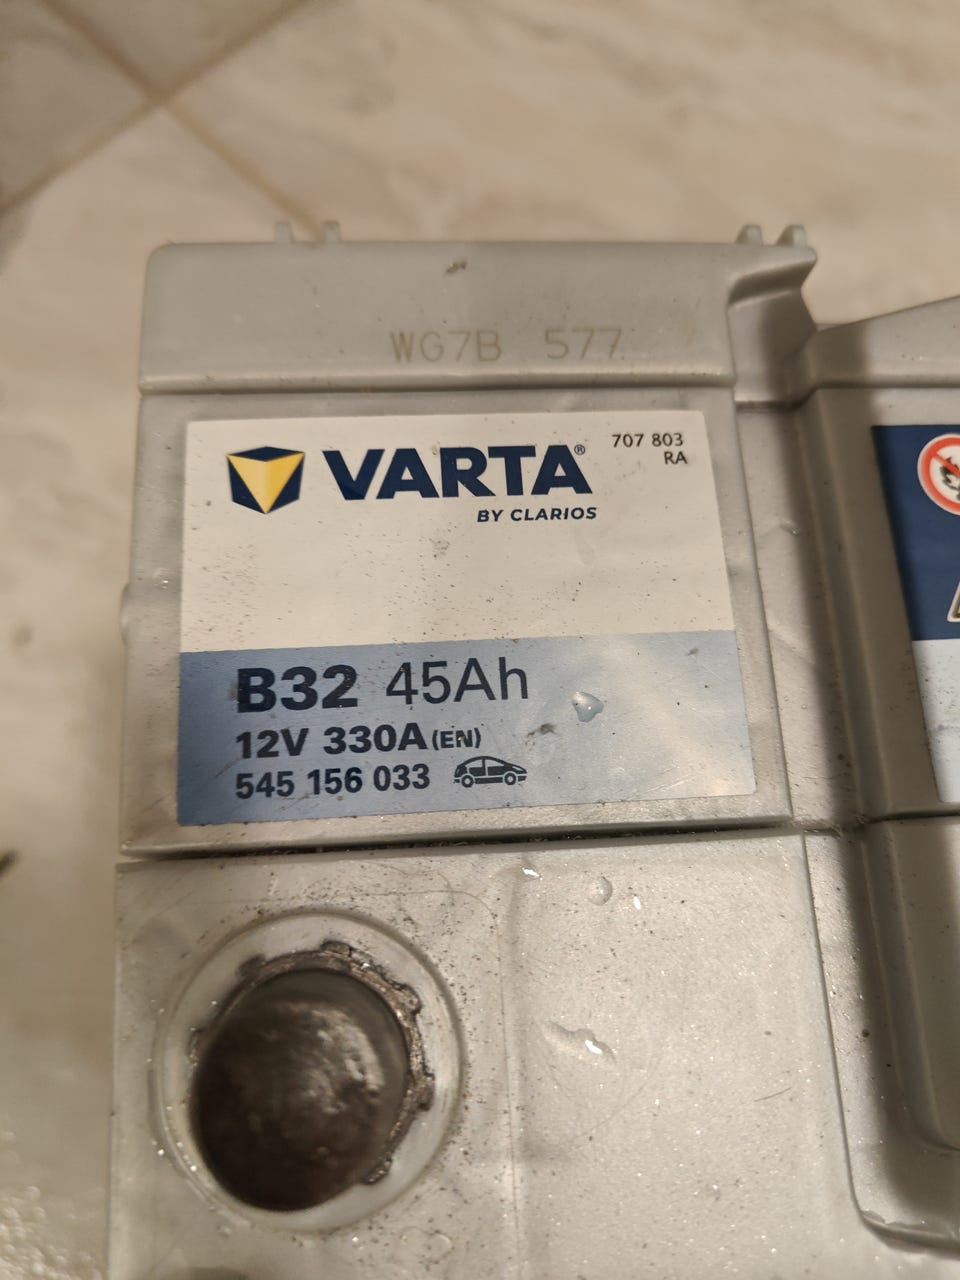 WG7B 577
VARTA®
707 803
RA
BY CLARIOS
B32 45Ah
12V 330A (EN)
545 156 033